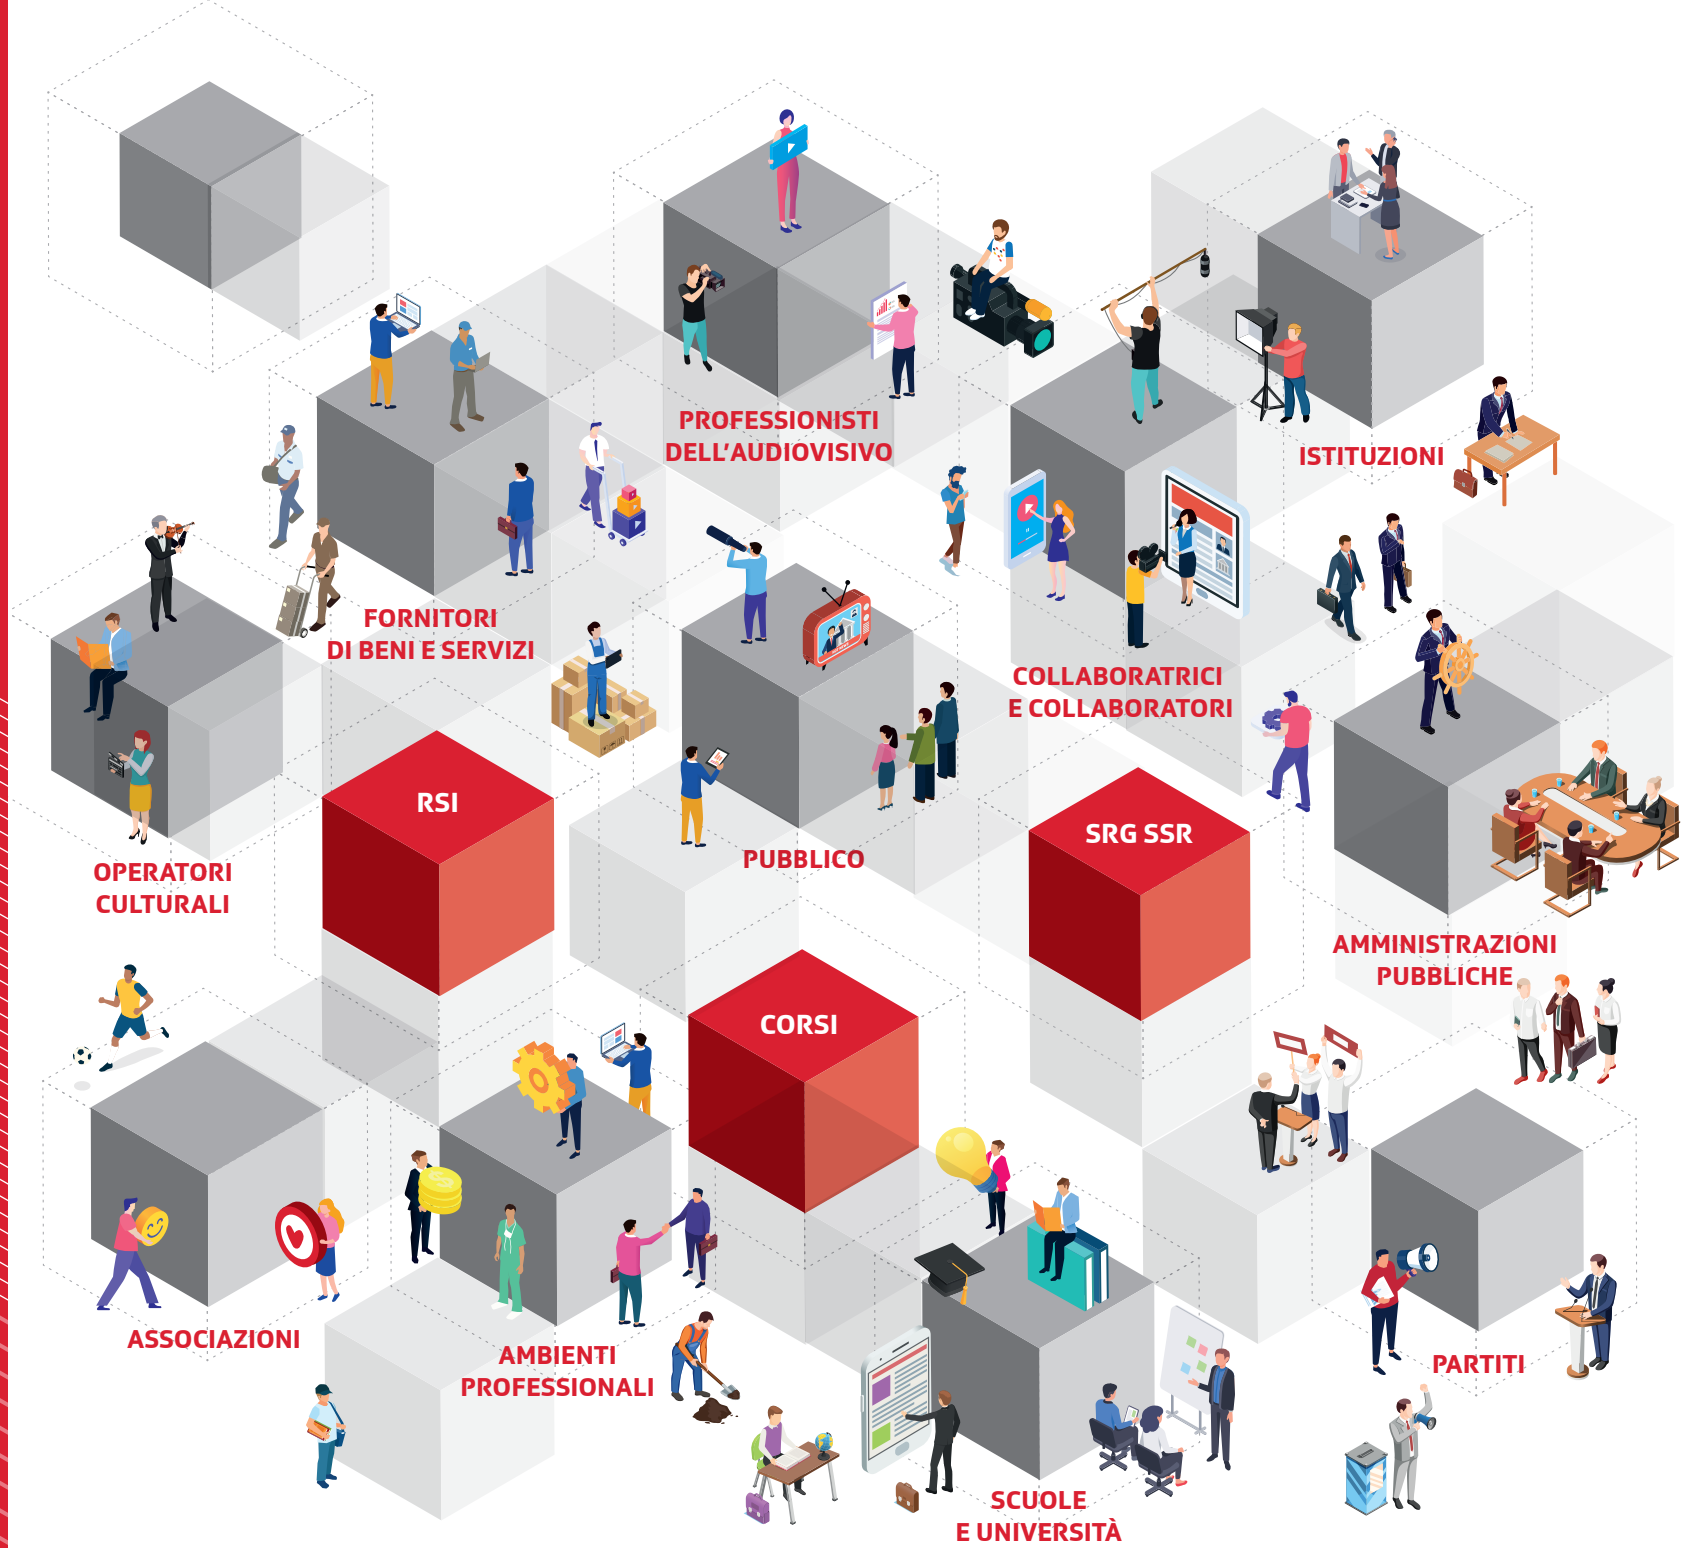 PROFESSIONISTI
DELL'AUDIOVISIVO
ISTITUZIONI
FORNITORI
DI BENI E SERVIZI
COLLABORATRICI
E COLLABORATORI
RSI
SRG SSR
PUBBLICO
OPERATORI
CULTURALI
AMMINISTRAZIONI
PUBBLICHE
CORSI
ASSOCIAZIONI
AMBIENTI
PROFESSIONALI
PARTITI
SCUOLE
E UNIVERSITÀ